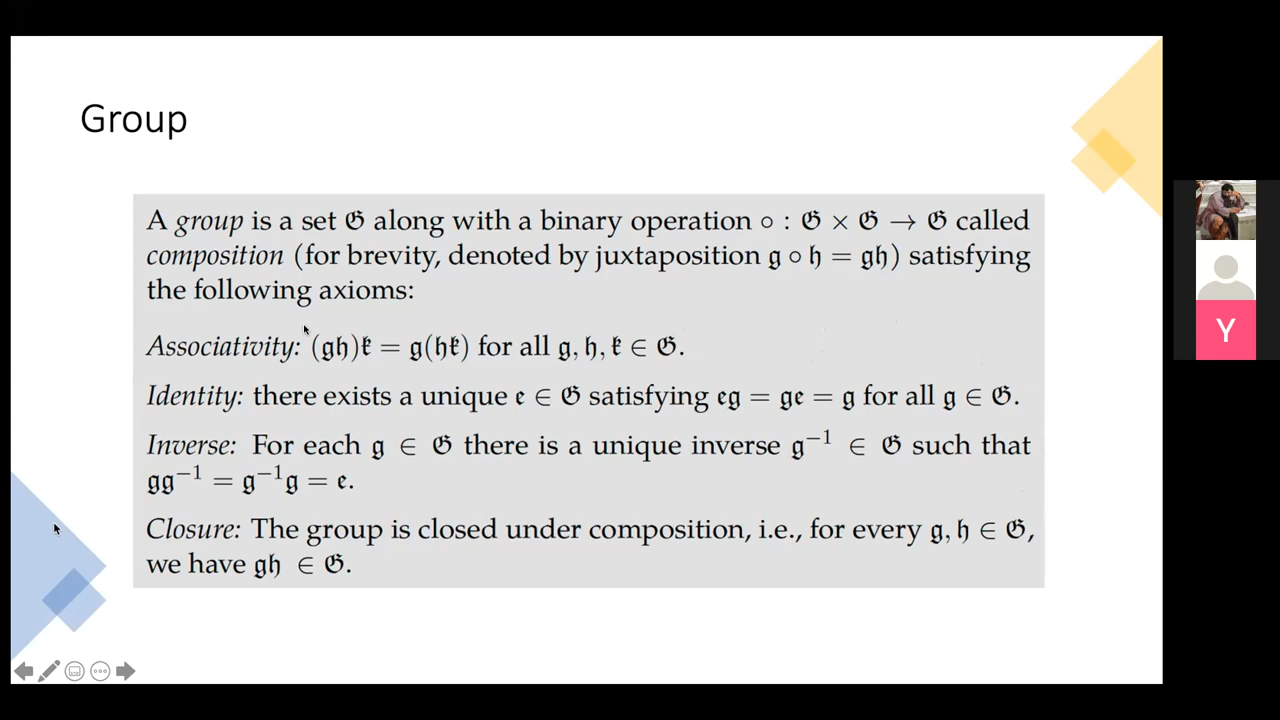 Group
A group is a set 𝔊 along with a binary operation ∘ : 𝔊 × 𝔊 → 𝔊 called
composition (for brevity, denoted by juxtaposition 𝔤 ∘ 𝔥 = 𝔤𝔥) satisfying
the following axioms:
Associativity: (𝔤𝔥)𝔨 = 𝔤(𝔥𝔨) for all 𝔤, 𝔥, 𝔨 ∈ 𝔊.
Identity: there exists a unique 𝔢 ∈ 𝔊 satisfying 𝔢𝔤 = 𝔤𝔢 = 𝔤 for all 𝔤 ∈ 𝔊.
Inverse: For each 𝔤 ∈ 𝔊 there is a unique inverse 𝔤⁻¹ ∈ 𝔊 such that
𝔤𝔤⁻¹ = 𝔤⁻¹𝔤 = 𝔢.
Closure: The group is closed under composition, i.e., for every 𝔤, 𝔥 ∈ 𝔊,
we have 𝔤𝔥 ∈ 𝔊.
Y